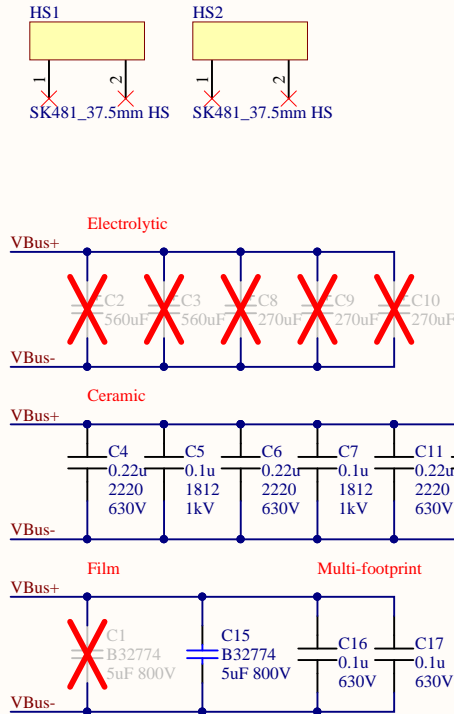 HS1 HS2
1 2 1 2
SK481_37.5mm HS SK481_37.5mm HS
Electrolytic
VBus+
C2 C3 C8 C9 C10
560uF 560uF 270uF 270uF 270uF
VBus-
Ceramic
VBus+
C4 C5 C6 C7 C11
0.22u 0.1u 0.22u 0.1u 0.22u
2220 1812 2220 1812 2220
630V 1kV 630V 1kV 630V
VBus-
Film Multi-footprint
VBus+
C1 C15 C16 C17
B32774 B32774 0.1u 0.1u
5uF 800V 5uF 800V 630V 630V
VBus-